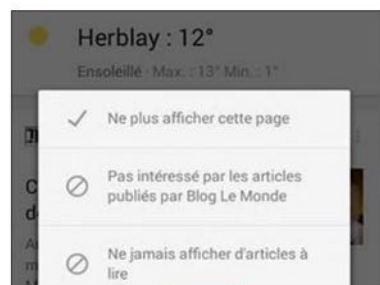 Herblay : 12°
Ensoleillé · Max. : 13° Min. : 1°
Ne plus afficher cette page
Pas intéressé par les articles
publiés par Blog Le Monde
Ne jamais afficher d'articles à
lire